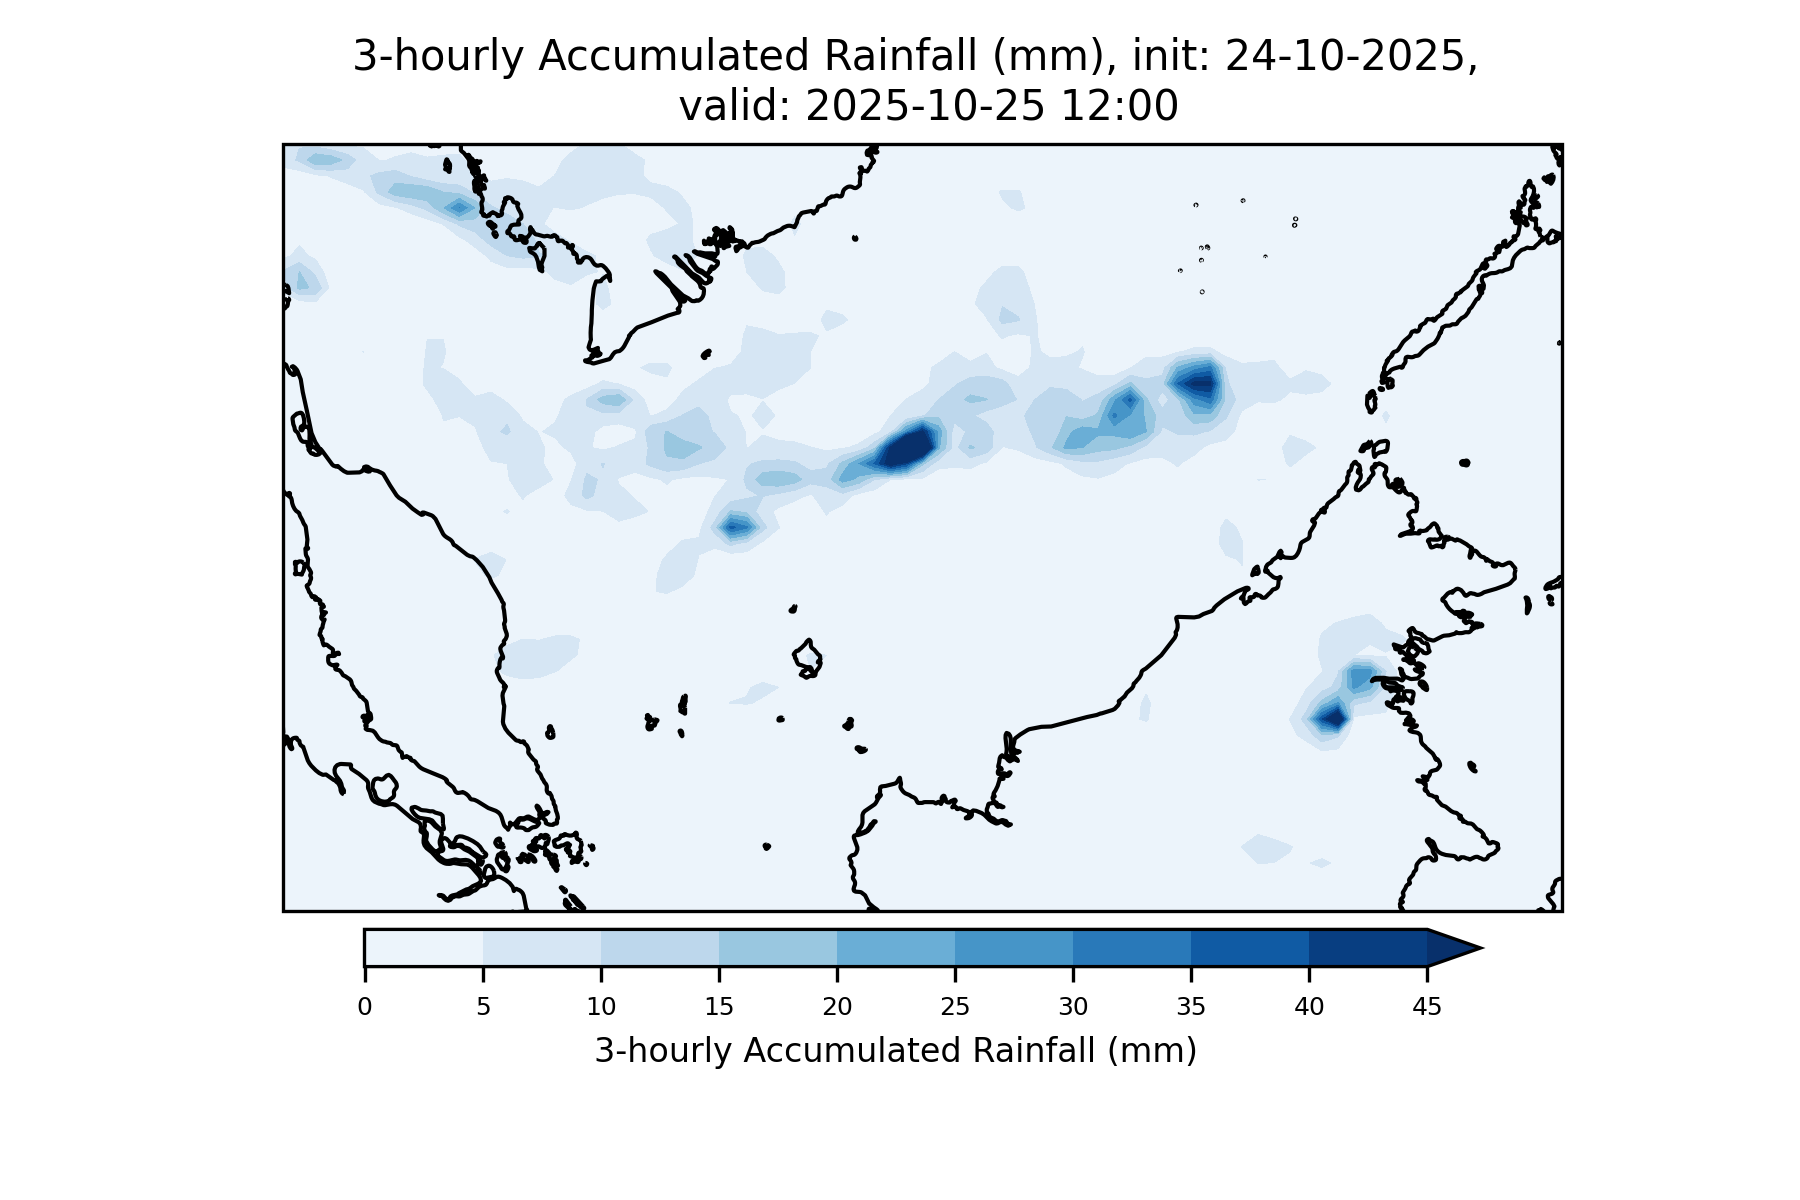 3-hourly Accumulated Rainfall (mm), init: 24-10-2025,
valid: 2025-10-25 12:00
0 5 10 15 20 25 30 35 40 45
3-hourly Accumulated Rainfall (mm)